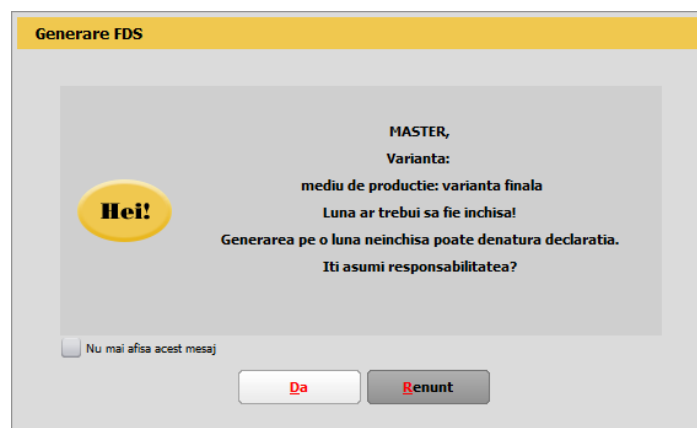 Generare FDS
MASTER,
Varianta:
mediu de productie: varianta finala
Hei!
Luna ar trebui sa fie inchisa!
Generarea pe o luna neinchisa poate denatura declaratia.
Iti asumi responsabilitatea?
Nu mai afisa acest mesaj
Da
Renunt